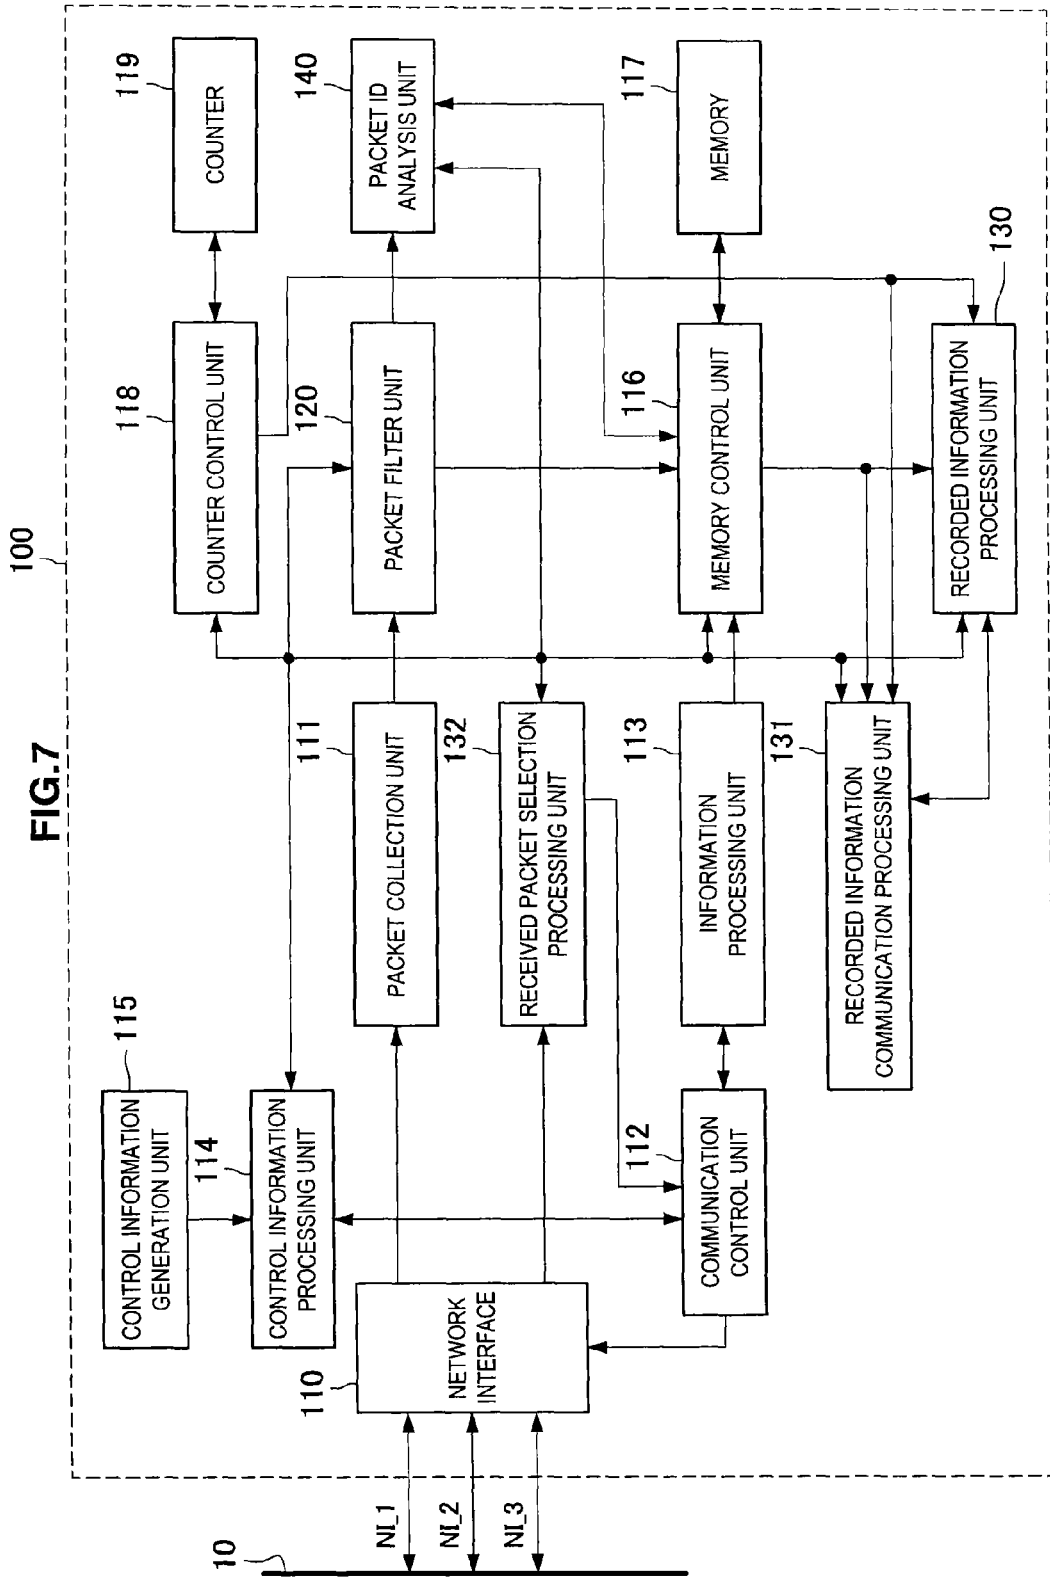 FIG.7
100
115
CONTROL INFORMATION
GENERATION UNIT
114
CONTROL INFORMATION
PROCESSING UNIT
118
COUNTER CONTROL UNIT
119
COUNTER
111
PACKET COLLECTION UNIT
120
PACKET FILTER UNIT
140
PACKET ID
ANALYSIS UNIT
10
NI_1
NI_2
NI_3
110
NETWORK
INTERFACE
132
RECEIVED PACKET SELECTION
PROCESSING UNIT
112
COMMUNICATION
CONTROL UNIT
113
INFORMATION
PROCESSING UNIT
116
MEMORY CONTROL UNIT
117
MEMORY
131
RECORDED INFORMATION
COMMUNICATION PROCESSING UNIT
130
RECORDED INFORMATION
PROCESSING UNIT